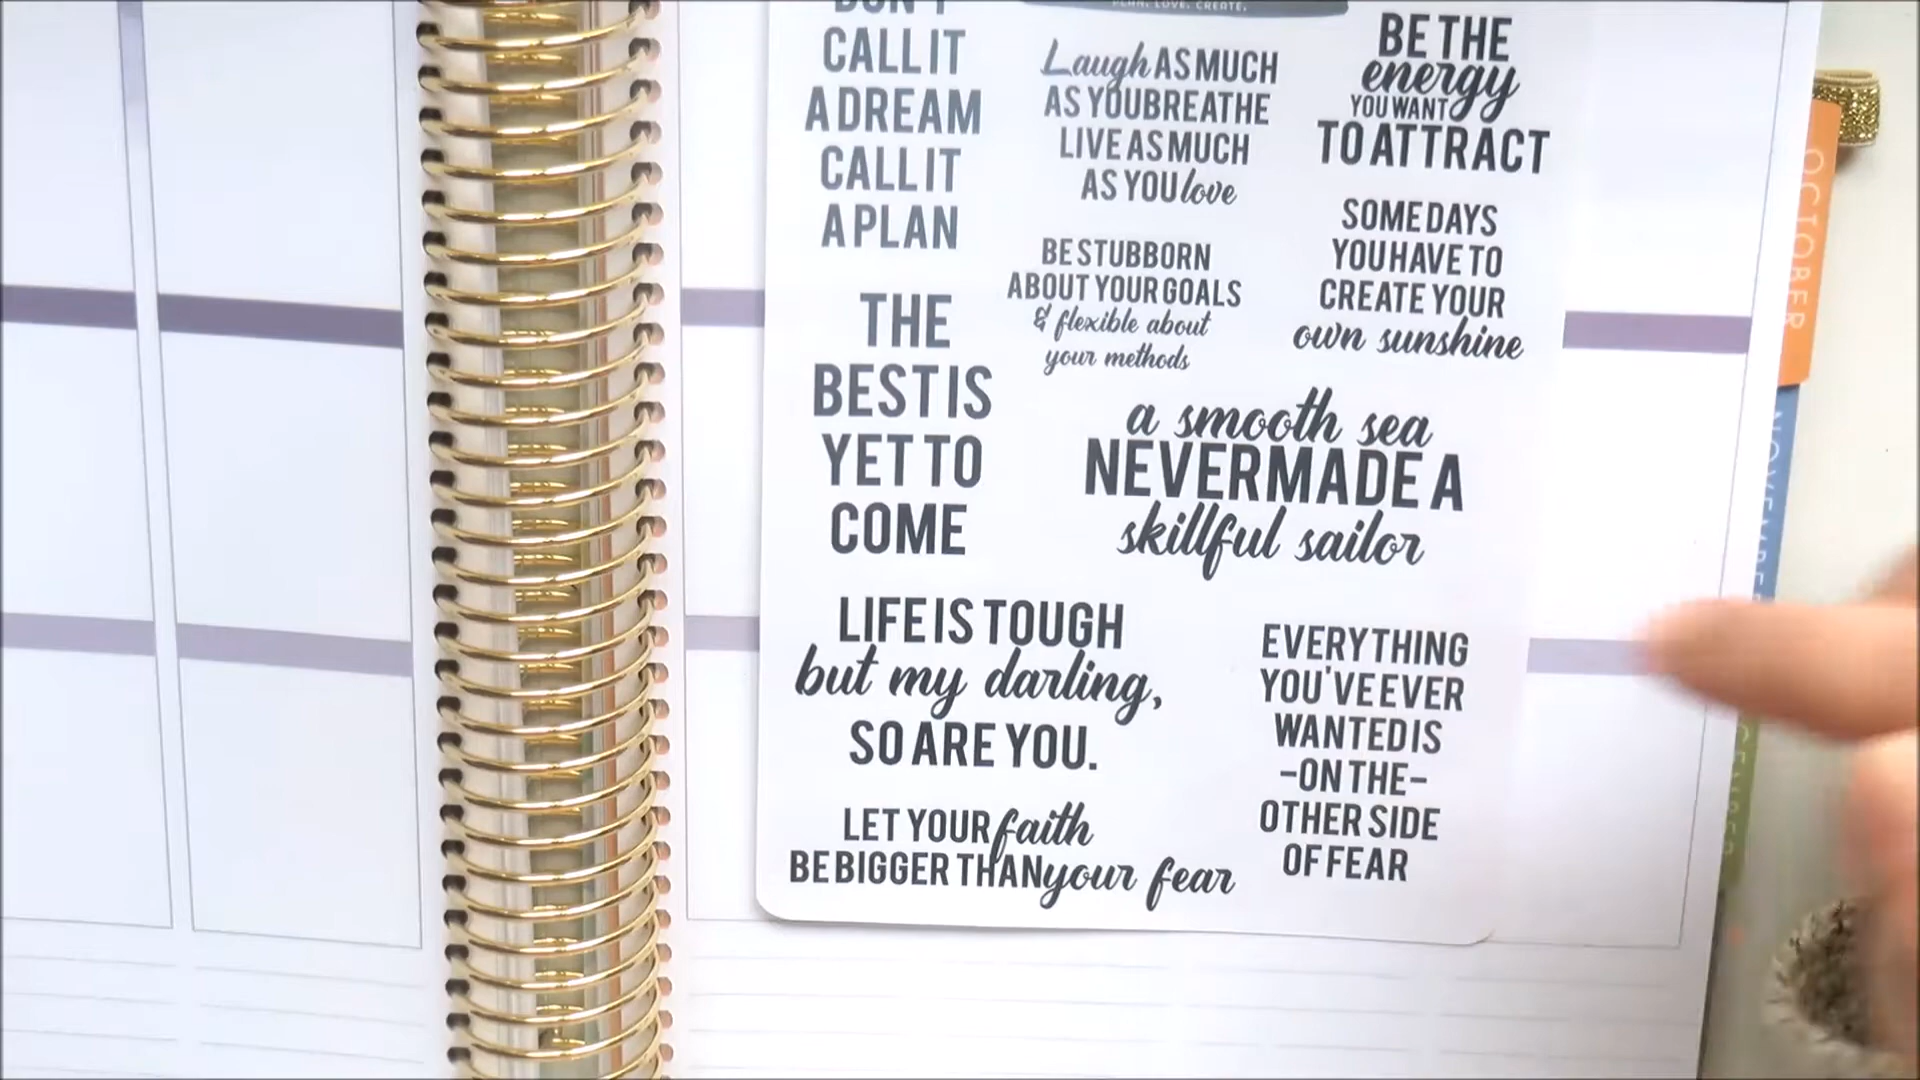 DON'T
CALL IT
A DREAM
CALL IT
A PLAN
THE
BEST IS
YET TO
COME
LIFE IS TOUGH
but my darling,
SO ARE YOU.
LET YOUR faith
BE BIGGER THAN your fear
PLAN. LOVE. CREATE.
Laugh AS MUCH
AS YOU BREATHE
LIVE AS MUCH
AS YOU love
BE STUBBORN
ABOUT YOUR GOALS
& flexible about
your methods
BE THE
energy
YOU WANT
TO ATTRACT
SOME DAYS
YOU HAVE TO
CREATE YOUR
own sunshine
a smooth sea
NEVER MADE A
skillful sailor
EVERYTHING
YOU'VE EVER
WANTED IS
-ON THE-
OTHER SIDE
OF FEAR
OCTOBER